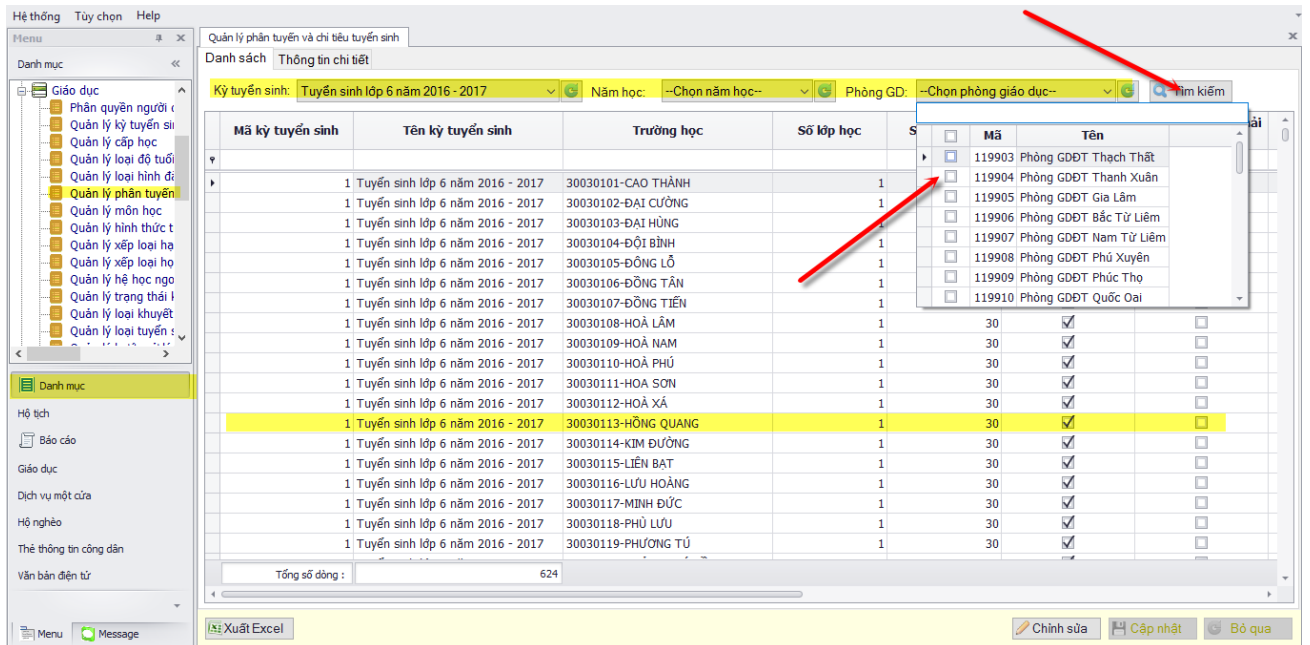 Hệ thống Tùy chọn Help
Menu
Quản lý phân tuyến và chi tiêu tuyển sinh
Danh mục
Danh sách Thông tin chi tiết
Giáo dục
Phân quyền người
Quản lý kỳ tuyển si
Quản lý cấp học
Quản lý loại độ tuổi
Quản lý loại hình
Quản lý phân tuyến
Quản lý môn học
Quản lý hình thức t
Quản lý xếp loại hạ
Quản lý xếp loại họ
Quản lý hệ học ngo
Quản lý trạng thái
Quản lý loại khuyết
Quản lý loại tuyển s
Danh mục
Hộ tịch
Báo cáo
Giáo dục
Dịch vụ một cửa
Hộ nghèo
Thẻ thông tin công dân
Văn bản điện tử
Menu Message
Kỳ tuyển sinh: Tuyển sinh lớp 6 năm 2016 - 2017 Năm học: --Chọn năm học-- Phòng GD: --Chọn phòng giáo dục-- Tìm kiếm
Mã kỳ tuyển sinh Tên kỳ tuyển sinh Trường học Số lớp học S
Mã Tên
119903 Phòng GDĐT Thạch Thất
119904 Phòng GDĐT Thanh Xuân
119905 Phòng GDĐT Gia Lâm
119906 Phòng GDĐT Bắc Từ Liêm
119907 Phòng GDĐT Nam Từ Liêm
119908 Phòng GDĐT Phú Xuyên
119909 Phòng GDĐT Phúc Thọ
119910 Phòng GDĐT Quốc Oai
1 Tuyển sinh lớp 6 năm 2016 - 2017 30030101-CAO THÀNH 1
1 Tuyển sinh lớp 6 năm 2016 - 2017 30030102-ĐẠI CƯỜNG 1
1 Tuyển sinh lớp 6 năm 2016 - 2017 30030103-ĐẠI HÙNG 1
1 Tuyển sinh lớp 6 năm 2016 - 2017 30030104-ĐỘI BÌNH 1
1 Tuyển sinh lớp 6 năm 2016 - 2017 30030105-ĐÔNG LỖ 1
1 Tuyển sinh lớp 6 năm 2016 - 2017 30030106-ĐỒNG TÂN 1
1 Tuyển sinh lớp 6 năm 2016 - 2017 30030107-ĐỒNG TIẾN 1
1 Tuyển sinh lớp 6 năm 2016 - 2017 30030108-HOÀ LÂM 1 30
1 Tuyển sinh lớp 6 năm 2016 - 2017 30030109-HOÀ NAM 1 30
1 Tuyển sinh lớp 6 năm 2016 - 2017 30030110-HOÀ PHÚ 1 30
1 Tuyển sinh lớp 6 năm 2016 - 2017 30030111-HOA SƠN 1 30
1 Tuyển sinh lớp 6 năm 2016 - 2017 30030112-HOÀ XÁ 1 30
1 Tuyển sinh lớp 6 năm 2016 - 2017 30030113-HỒNG QUANG 1 30
1 Tuyển sinh lớp 6 năm 2016 - 2017 30030114-KIM ĐƯỜNG 1 30
1 Tuyển sinh lớp 6 năm 2016 - 2017 30030115-LIÊN BẠT 1 30
1 Tuyển sinh lớp 6 năm 2016 - 2017 30030116-LƯU HOÀNG 1 30
1 Tuyển sinh lớp 6 năm 2016 - 2017 30030117-MINH ĐỨC 1 30
1 Tuyển sinh lớp 6 năm 2016 - 2017 30030118-PHÙ LƯU 1 30
1 Tuyển sinh lớp 6 năm 2016 - 2017 30030119-PHƯƠNG TÚ 1 30
Tổng số dòng : 624
Xuất Excel Chỉnh sửa Cập nhật Bỏ qua